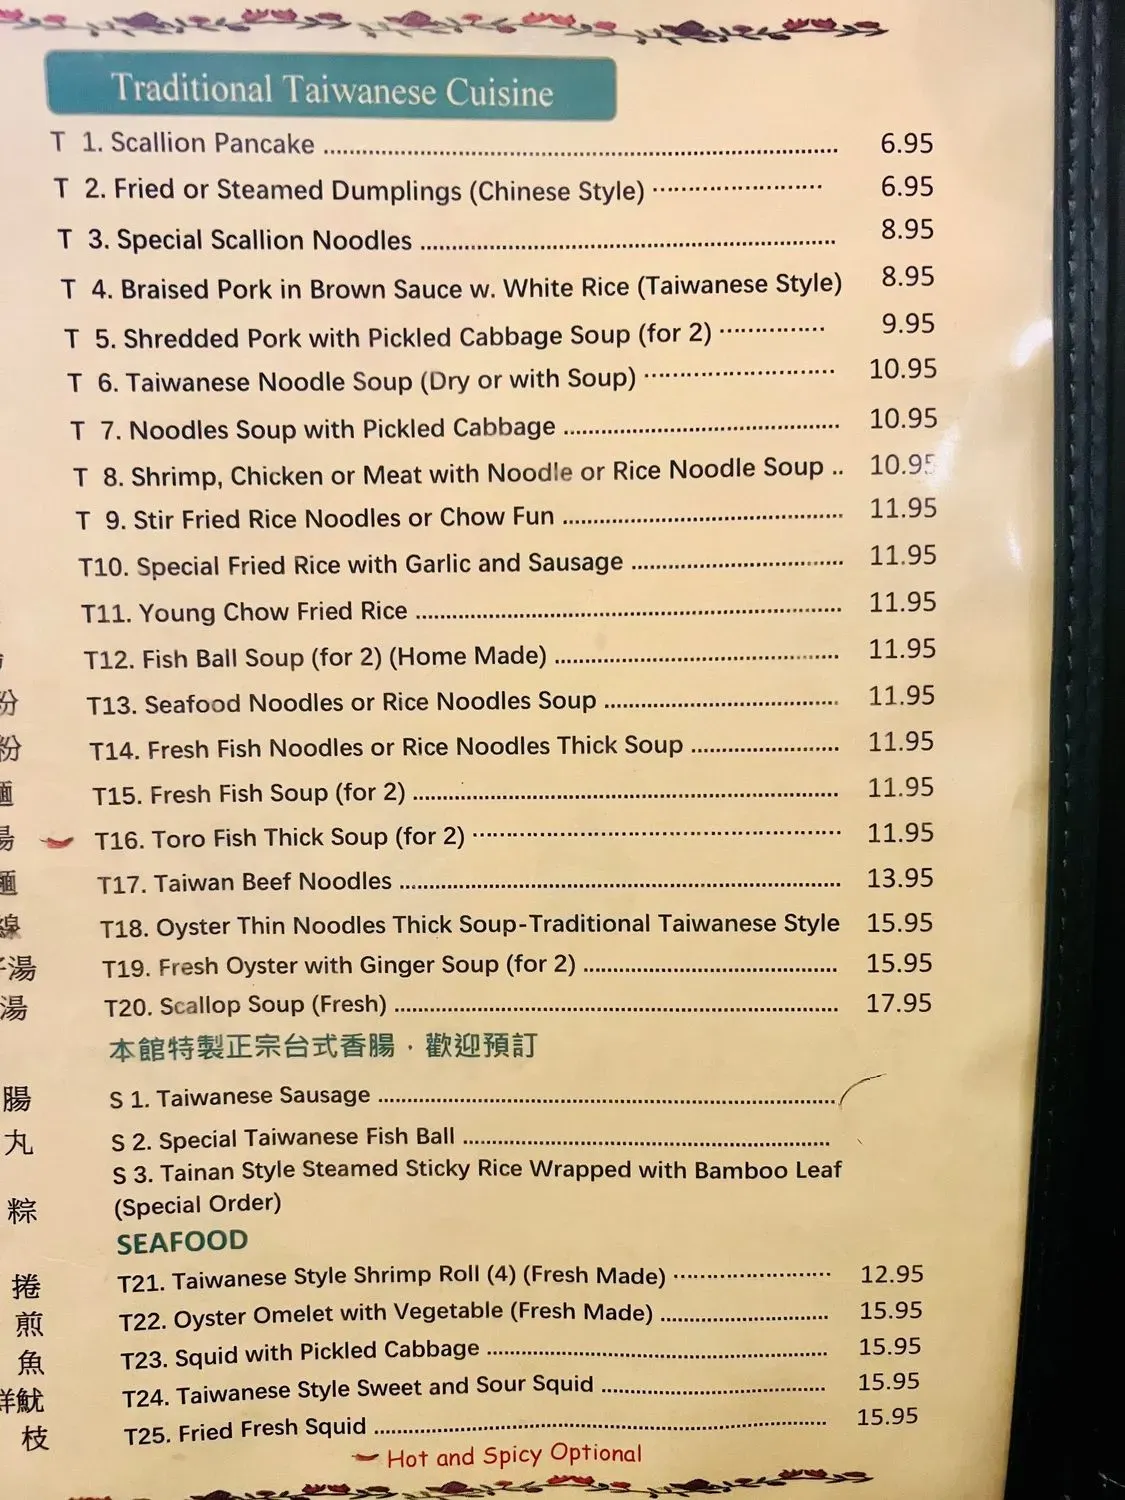 Traditional Taiwanese Cuisine
T 1. Scallion Pancake 6.95
T 2. Fried or Steamed Dumplings (Chinese Style) 6.95
T 3. Special Scallion Noodles 8.95
T 4. Braised Pork in Brown Sauce w. White Rice (Taiwanese Style) 8.95
T 5. Shredded Pork with Pickled Cabbage Soup (for 2) 9.95
T 6. Taiwanese Noodle Soup (Dry or with Soup) 10.95
T 7. Noodles Soup with Pickled Cabbage 10.95
T 8. Shrimp, Chicken or Meat with Noodle or Rice Noodle Soup .. 10.95
T 9. Stir Fried Rice Noodles or Chow Fun 11.95
T10. Special Fried Rice with Garlic and Sausage 11.95
T11. Young Chow Fried Rice 11.95
T12. Fish Ball Soup (for 2) (Home Made) 11.95
粉 T13. Seafood Noodles or Rice Noodles Soup 11.95
粉 T14. Fresh Fish Noodles or Rice Noodles Thick Soup 11.95
麵 T15. Fresh Fish Soup (for 2) 11.95
湯 T16. Toro Fish Thick Soup (for 2) 11.95
麵 T17. Taiwan Beef Noodles 13.95
線 T18. Oyster Thin Noodles Thick Soup-Traditional Taiwanese Style 15.95
湯 T19. Fresh Oyster with Ginger Soup (for 2) 15.95
湯 T20. Scallop Soup (Fresh) 17.95
本館特製正宗台式香腸·歡迎預訂
腸 S 1. Taiwanese Sausage
丸 S 2. Special Taiwanese Fish Ball
S 3. Tainan Style Steamed Sticky Rice Wrapped with Bamboo Leaf
粽 (Special Order)
SEAFOOD
捲 T21. Taiwanese Style Shrimp Roll (4) (Fresh Made) 12.95
煎 T22. Oyster Omelet with Vegetable (Fresh Made) 15.95
魚 T23. Squid with Pickled Cabbage 15.95
魷 T24. Taiwanese Style Sweet and Sour Squid 15.95
枝 T25. Fried Fresh Squid 15.95
Hot and Spicy Optional